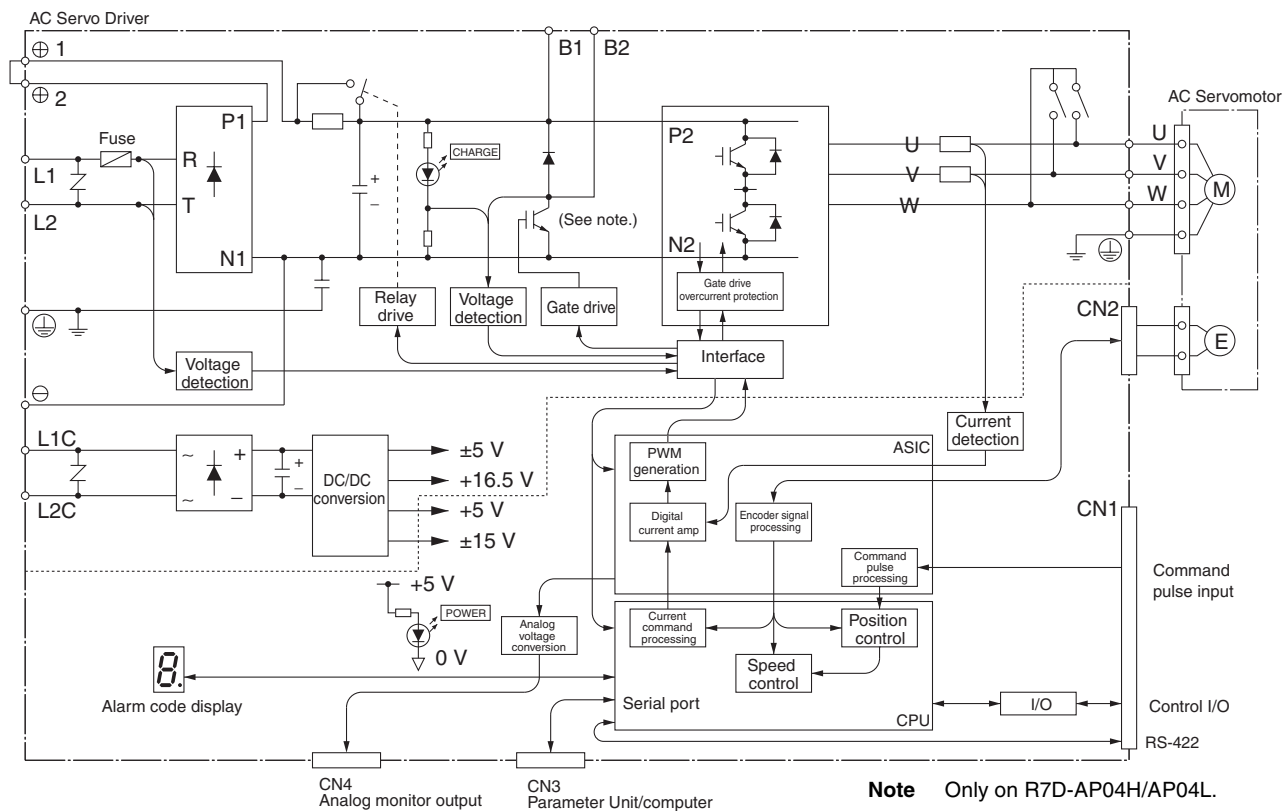 AC Servo Driver
⊕ 1
⊕ 2
B1 B2
AC Servomotor
Fuse
P1
R
T
N1
L1
L2
CHARGE
+
–
(See note.)
P2
N2
Gate drive
overcurrent protection
U
V
W
U
V
W
M
Relay
drive
Voltage
detection
Gate drive
Interface
CN2
E
Voltage
detection
⊖
L1C
L2C
~
~
+
–
+
–
DC/DC
conversion
±5 V
+16.5 V
+5 V
±15 V
Current
detection
ASIC
PWM
generation
Digital
current amp
Encoder signal
processing
Command
pulse
processing
CN1
Command
pulse input
+5 V
POWER
0 V
Analog
voltage
conversion
Current
command
processing
Position
control
Speed
control
8.
Alarm code display
Serial port
CPU
I/O
Control I/O
RS-422
CN4
Analog monitor output
CN3
Parameter Unit/computer
Note Only on R7D-AP04H/AP04L.